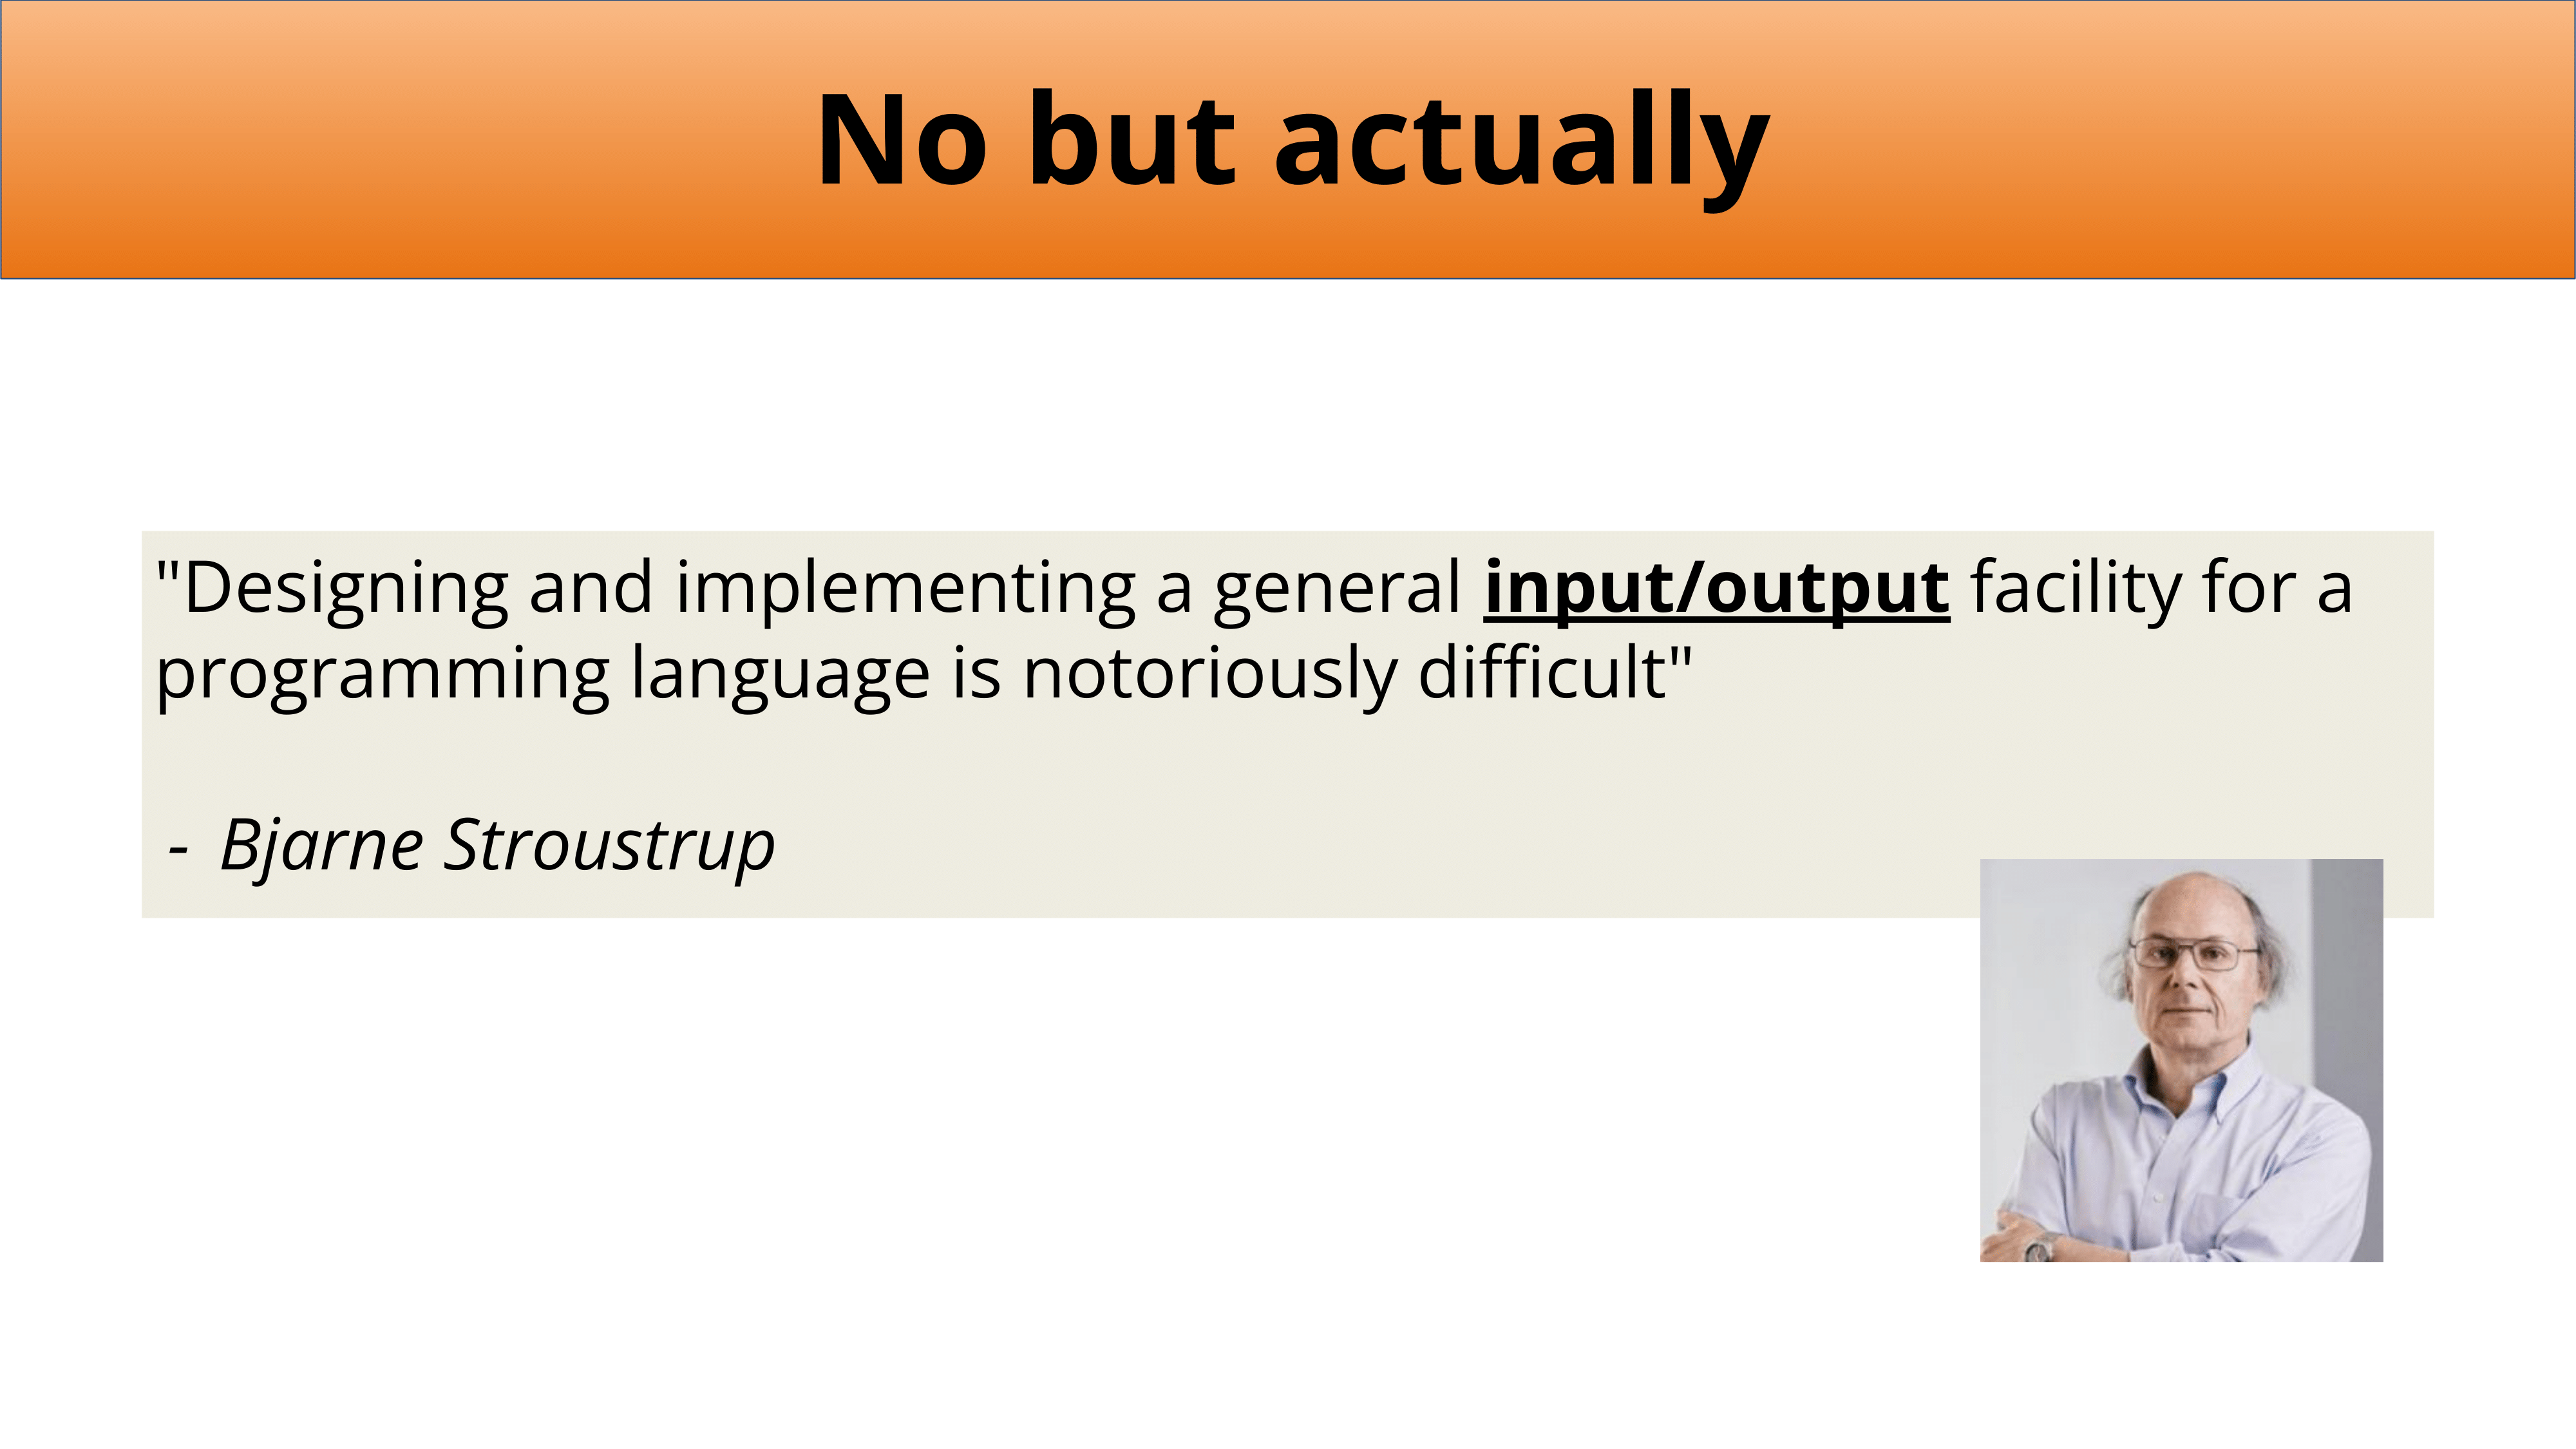 No but actually
"Designing and implementing a general input/output facility for a
programming language is notoriously difficult"
- Bjarne Stroustrup